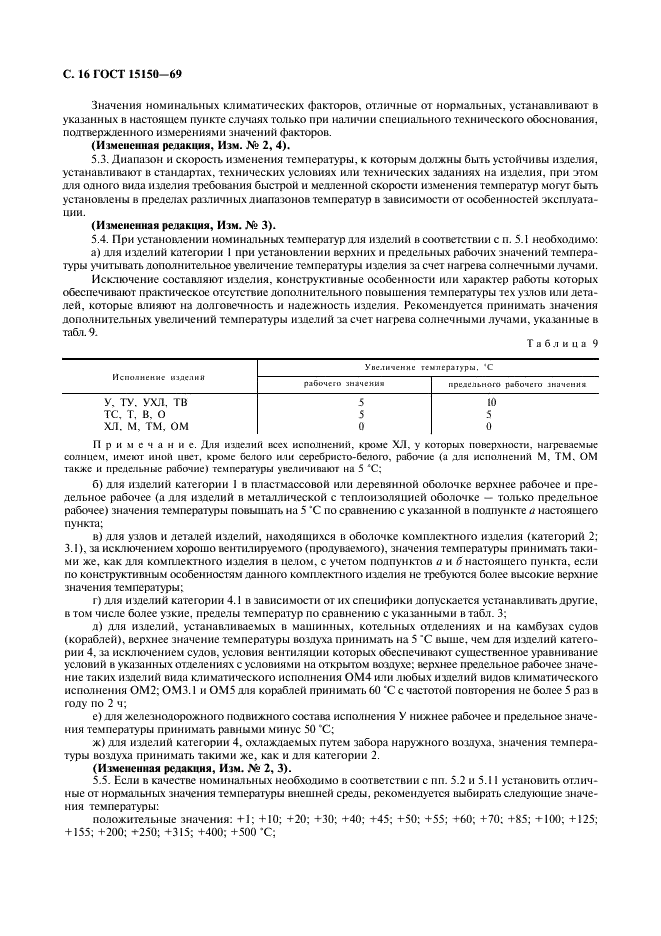 С. 16 ГОСТ 15150—69
Значения номинальных климатических факторов, отличные от нормальных, устанавливают в
указанных в настоящем пункте случаях только при наличии специального технического обоснования,
подтвержденного измерениями значений факторов.
(Измененная редакция, Изм. № 2, 4).
5.3. Диапазон и скорость изменения температуры, к которым должны быть устойчивы изделия,
устанавливают в стандартах, технических условиях или технических заданиях на изделия, при этом
для одного вида изделия требования быстрой и медленной скорости изменения температур могут быть
установлены в пределах различных диапазонов температур в зависимости от особенностей эксплуата-
ции.
(Измененная редакция, Изм. № 3).
5.4. При установлении номинальных температур для изделий в соответствии с п. 5.1 необходимо:
а) для изделий категории 1 при установлении верхних и предельных рабочих значений темпера-
туры учитывать дополнительное увеличение температуры изделия за счет нагрева солнечными лучами.
Исключение составляют изделия, конструктивные особенности или характер работы которых
обеспечивают практическое отсутствие дополнительного повышения температуры тех узлов или дета-
лей, которые влияют на долговечность и надежность изделия. Рекомендуется принимать значения
дополнительных увеличений температуры изделий за счет нагрева солнечными лучами, указанные в
табл. 9.
Таблица 9
Исполнение изделий
Увеличение температуры, °С
рабочего значения
предельного рабочего значения
У, ТУ, УХЛ, ТВ 5 10
ТС, Т, В, О 5 5
ХЛ, М, ТМ, ОМ 0 0
Примечание. Для изделий всех исполнений, кроме ХЛ, у которых поверхности, нагреваемые
солнцем, имеют иной цвет, кроме белого или серебристо-белого, рабочие (а для исполнений М, ТМ, ОМ
также и предельные рабочие) температуры увеличивают на 5 °С;
б) для изделий категории 1 в пластмассовой или деревянной оболочке верхнее рабочее и пре-
дельное рабочее (а для изделий в металлической с теплоизоляцией оболочке — только предельное
рабочее) значения температуры повышать на 5 °С по сравнению с указанной в подпункте а настоящего
пункта;
в) для узлов и деталей изделий, находящихся в оболочке комплектного изделия (категорий 2;
3.1), за исключением хорошо вентилируемого (продуваемого), значения температуры принимать таки-
ми же, как для комплектного изделия в целом, с учетом подпунктов а и б настоящего пункта, если
по конструктивным особенностям данного комплектного изделия не требуются более высокие верхние
значения температуры;
г) для изделий категории 4.1 в зависимости от их специфики допускается устанавливать другие,
в том числе более узкие, пределы температур по сравнению с указанными в табл. 3;
д) для изделий, устанавливаемых в машинных, котельных отделениях и на камбузах судов
(кораблей), верхнее значение температуры воздуха принимать на 5 °С выше, чем для изделий катего-
рии 4, за исключением судов, условия вентиляции которых обеспечивают существенное уравнивание
условий в указанных отделениях с условиями на открытом воздухе; верхнее предельное рабочее значе-
ние таких изделий вида климатического исполнения ОМ4 или любых изделий видов климатического
исполнения ОМ2; ОМ3.1 и ОМ5 для кораблей принимать 60 °С с частотой повторения не более 5 раз в
году по 2 ч;
е) для железнодорожного подвижного состава исполнения У нижнее рабочее и предельное значе-
ния температуры принимать равными минус 50 °С;
ж) для изделий категории 4, охлаждаемых путем забора наружного воздуха, значения темпера-
туры воздуха принимать такими же, как и для категории 2.
(Измененная редакция, Изм. № 2, 3).
5.5. Если в качестве номинальных необходимо в соответствии с пп. 5.2 и 5.11 установить отлич-
ные от нормальных значения температуры внешней среды, рекомендуется выбирать следующие значе-
ния температуры:
положительные значения: +1; +10; +20; +30; +40; +45; +50; +55; +60; +70; +85; +100; +125;
+155; +200; +250; +315; +400; +500 °С;